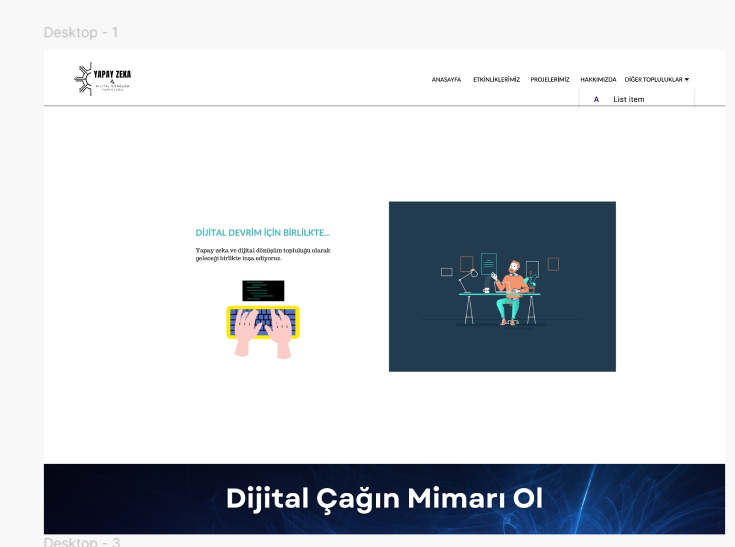 Desktop - 1
YAPAY ZEKA
&
DİJİTAL DÖNÜŞÜM
TOPLULUĞU
ANASAYFA ETKİNLİKLERİMİZ PROJELERİMİZ HAKKIMIZDA DİĞER TOPLULUKLAR
A List item
DİJİTAL DEVRİM İÇİN BİRLİLKTE...
Yapay zeka ve dijital dönüşüm topluluğu olarak
geleceği birlikte inşa ediyoruz.
Dijital Çağın Mimarı Ol
Desktop - 3